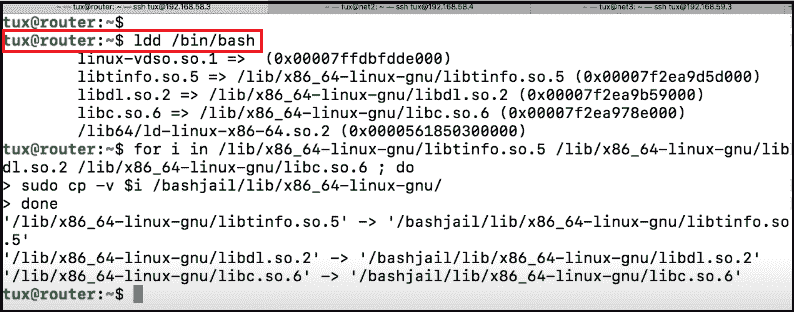 ~ — tux@router: ~ — ssh tux@192.168.58.3
~ — tux@net2: ~ — ssh tux@192.168.58.4
~ — tux@net3: ~ — ssh tux@192.168.59.3
tux@router:~$
tux@router:~$ ldd /bin/bash
linux-vdso.so.1 =>  (0x00007ffdbfdde000)
libtinfo.so.5 => /lib/x86_64-linux-gnu/libtinfo.so.5 (0x00007f2ea9d5d000)
libdl.so.2 => /lib/x86_64-linux-gnu/libdl.so.2 (0x00007f2ea9b59000)
libc.so.6 => /lib/x86_64-linux-gnu/libc.so.6 (0x00007f2ea978e000)
/lib64/ld-linux-x86-64.so.2 (0x0000561850300000)
tux@router:~$ for i in /lib/x86_64-linux-gnu/libtinfo.so.5 /lib/x86_64-linux-gnu/lib
dl.so.2 /lib/x86_64-linux-gnu/libc.so.6 ; do
> sudo cp -v $i /bashjail/lib/x86_64-linux-gnu/
> done
'/lib/x86_64-linux-gnu/libtinfo.so.5' -> '/bashjail/lib/x86_64-linux-gnu/libtinfo.so
.5'
'/lib/x86_64-linux-gnu/libdl.so.2' -> '/bashjail/lib/x86_64-linux-gnu/libdl.so.2'
'/lib/x86_64-linux-gnu/libc.so.6' -> '/bashjail/lib/x86_64-linux-gnu/libc.so.6'
tux@router:~$